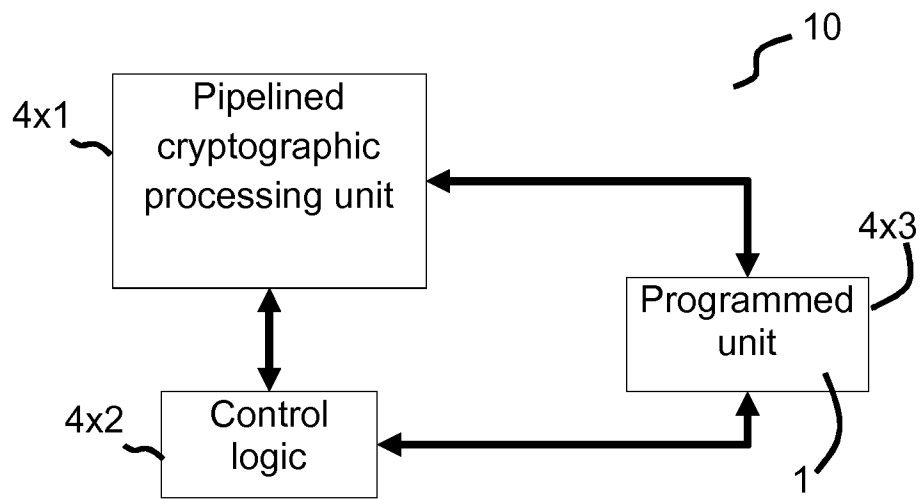 10
Pipelined
cryptographic
processing unit
4x1
4x3
Programmed
unit
Control
logic
4x2
1